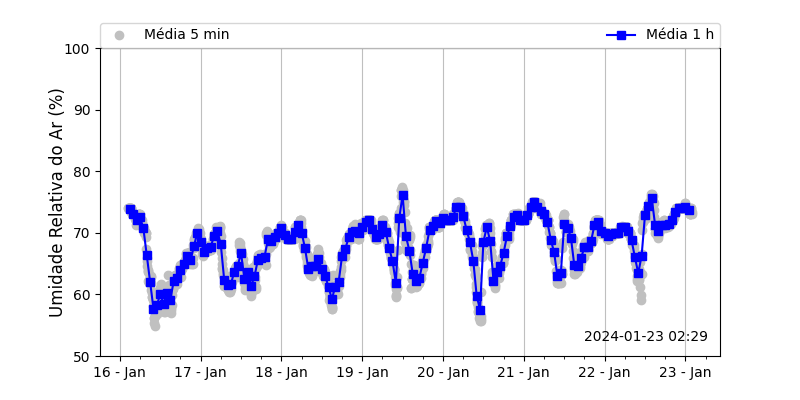 Média 5 min
Média 1 h
Umidade Relativa do Ar (%)
100
90
80
70
60
50
2024-01-23 02:29
16 - Jan
17 - Jan
18 - Jan
19 - Jan
20 - Jan
21 - Jan
22 - Jan
23 - Jan